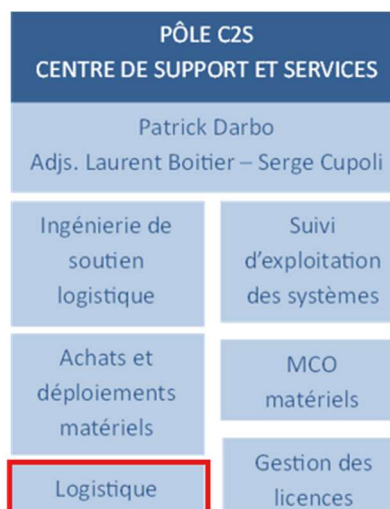 PÔLE C2S
CENTRE DE SUPPORT ET SERVICES
Patrick Darbo
Adjs. Laurent Boitier – Serge Cupoli
Ingénierie de
soutien
logistique
Suivi
d'exploitation
des systèmes
Achats et
déploiements
matériels
MCO
matériels
Logistique
Gestion des
licences